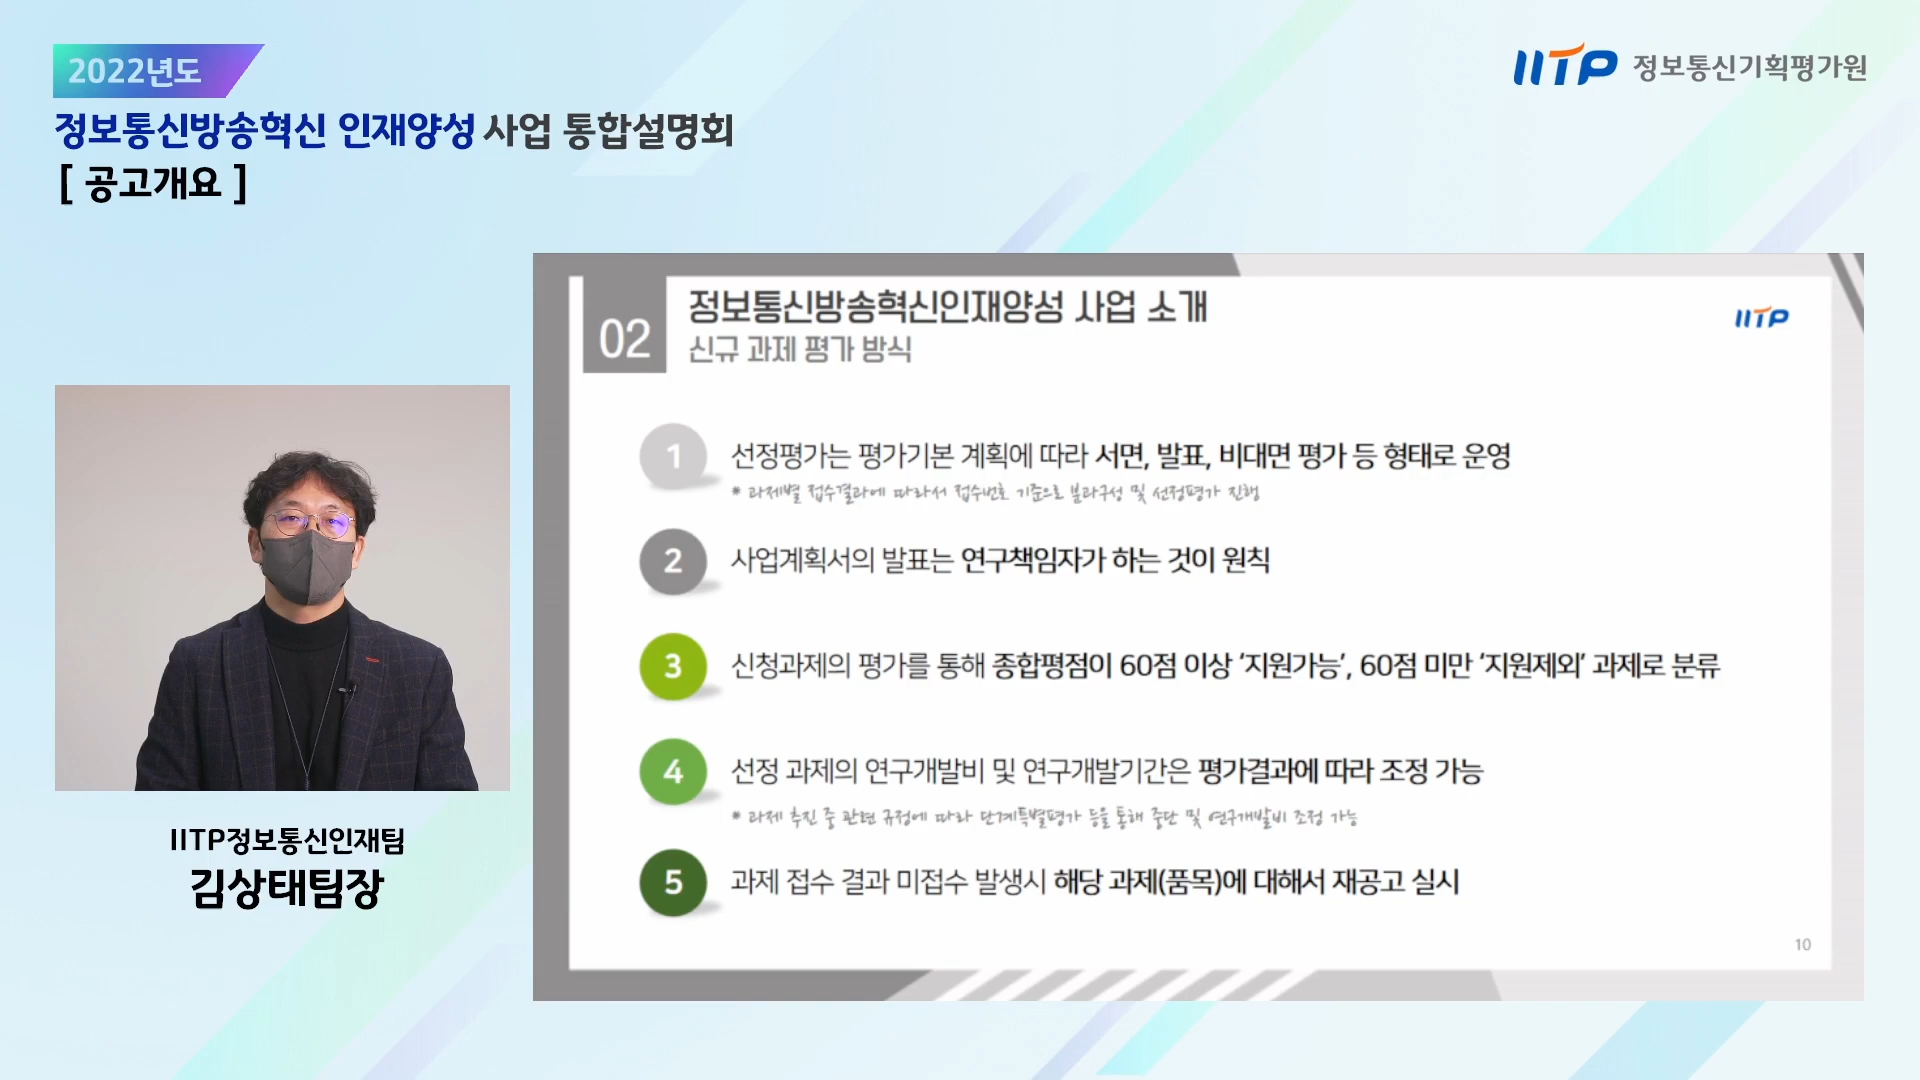 2022년도
정보통신방송혁신 인재양성 사업 통합설명회
[ 공고개요 ]
IITP 정보통신기획평가원
02
정보통신방송혁신인재양성 사업 소개
신규 과제 평가 방식
IITP
1 선정평가는 평가기본 계획에 따라 서면, 발표, 비대면 평가 등 형태로 운영
* 과제별 접수결과에 따라서 접수번호 기준으로 분과구성 및 선정평가 진행
2 사업계획서의 발표는 연구책임자가 하는 것이 원칙
3 신청과제의 평가를 통해 종합평점이 60점 이상 ‘지원가능’, 60점 미만 ‘지원제외’ 과제로 분류
4 선정 과제의 연구개발비 및 연구개발기간은 평가결과에 따라 조정 가능
* 과제 추진 중 관련 규정에 따라 단계특별평가 등을 통해 중단 및 연구개발비 조정 가능
5 과제 접수 결과 미접수 발생시 해당 과제(품목)에 대해서 재공고 실시
10
IITP정보통신인재팀
김상태팀장